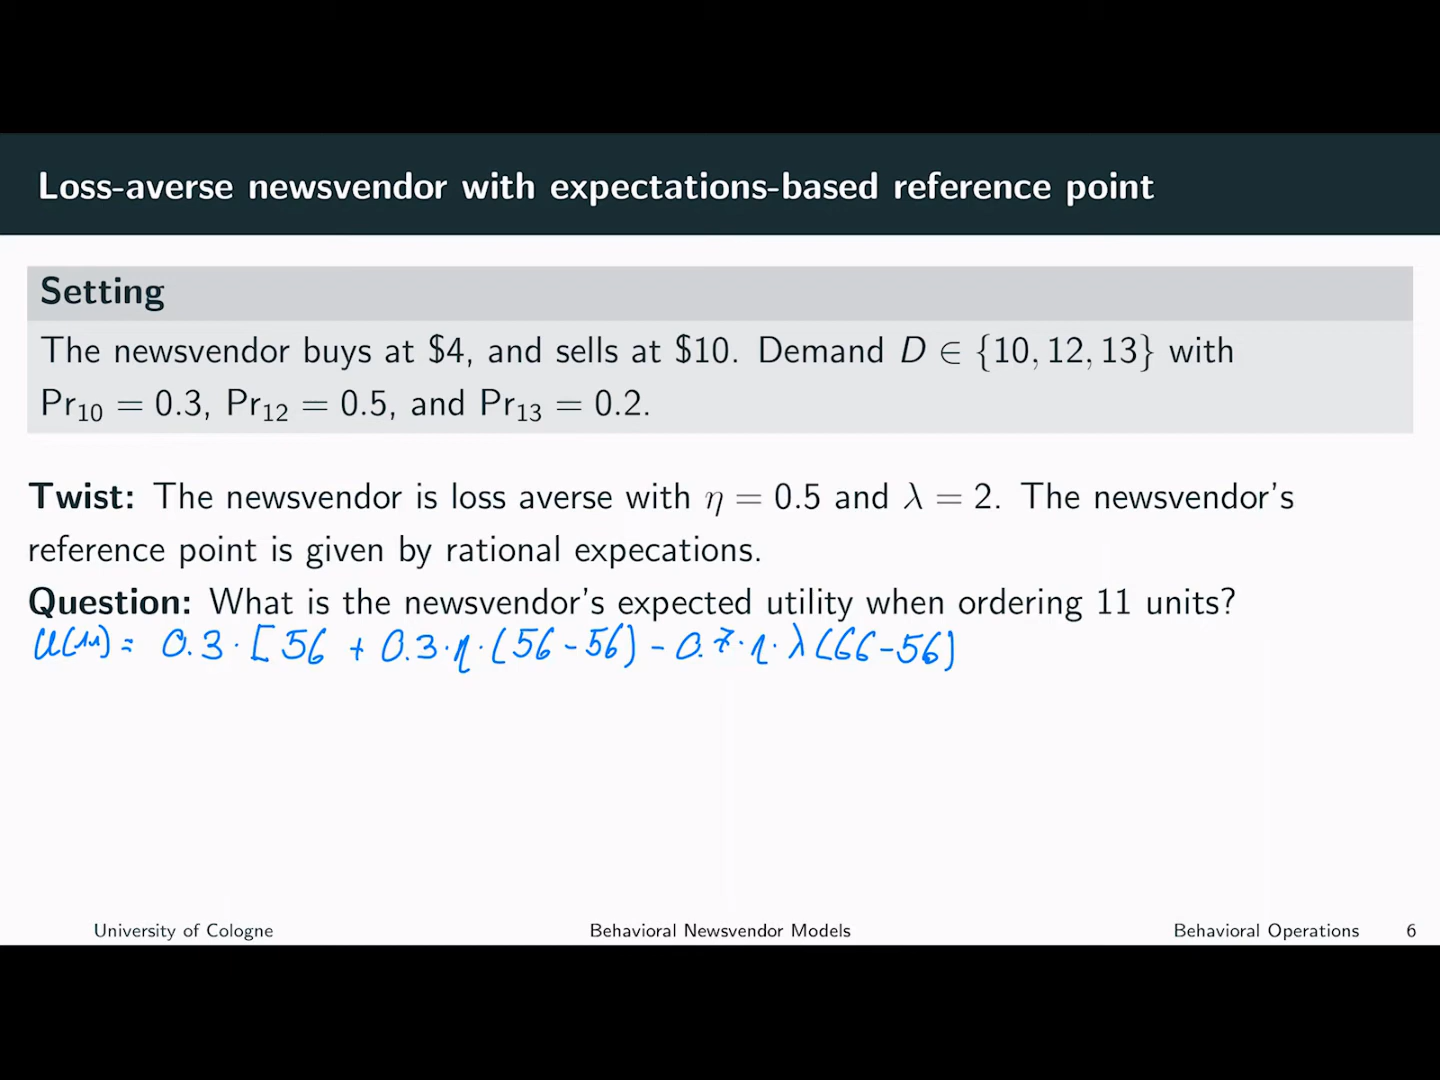 Loss-averse newsvendor with expectations-based reference point
Setting
The newsvendor buys at $4, and sells at $10. Demand D ∈ {10, 12, 13} with
Pr₁₀ = 0.3, Pr₁₂ = 0.5, and Pr₁₃ = 0.2.
Twist: The newsvendor is loss averse with η = 0.5 and λ = 2. The newsvendor's
reference point is given by rational expecations.
Question: What is the newsvendor's expected utility when ordering 11 units?
U(11) = 0.3 · [56 + 0.3 · η · (56 - 56) - 0.7 · η · λ (66 - 56)
University of Cologne
Behavioral Newsvendor Models
Behavioral Operations
6